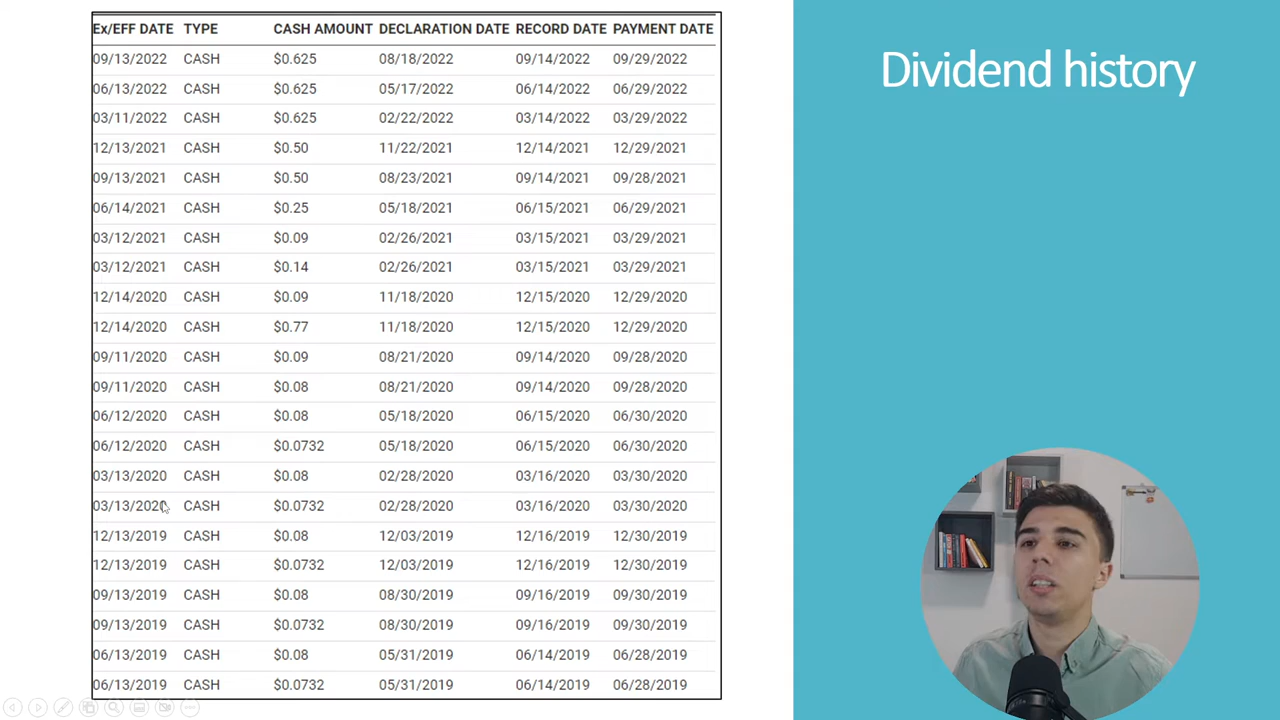 Ex/EFF DATE TYPE CASH AMOUNT DECLARATION DATE RECORD DATE PAYMENT DATE
09/13/2022 CASH $0.625 08/18/2022 09/14/2022 09/29/2022
06/13/2022 CASH $0.625 05/17/2022 06/14/2022 06/29/2022
03/11/2022 CASH $0.625 02/22/2022 03/14/2022 03/29/2022
12/13/2021 CASH $0.50 11/22/2021 12/14/2021 12/29/2021
09/13/2021 CASH $0.50 08/23/2021 09/14/2021 09/28/2021
06/14/2021 CASH $0.25 05/18/2021 06/15/2021 06/29/2021
03/12/2021 CASH $0.09 02/26/2021 03/15/2021 03/29/2021
03/12/2021 CASH $0.14 02/26/2021 03/15/2021 03/29/2021
12/14/2020 CASH $0.09 11/18/2020 12/15/2020 12/29/2020
12/14/2020 CASH $0.77 11/18/2020 12/15/2020 12/29/2020
09/11/2020 CASH $0.09 08/21/2020 09/14/2020 09/28/2020
09/11/2020 CASH $0.08 08/21/2020 09/14/2020 09/28/2020
06/12/2020 CASH $0.08 05/18/2020 06/15/2020 06/30/2020
06/12/2020 CASH $0.0732 05/18/2020 06/15/2020 06/30/2020
03/13/2020 CASH $0.08 02/28/2020 03/16/2020 03/30/2020
03/13/2020 CASH $0.0732 02/28/2020 03/16/2020 03/30/2020
12/13/2019 CASH $0.08 12/03/2019 12/16/2019 12/30/2019
12/13/2019 CASH $0.0732 12/03/2019 12/16/2019 12/30/2019
09/13/2019 CASH $0.08 08/30/2019 09/16/2019 09/30/2019
09/13/2019 CASH $0.0732 08/30/2019 09/16/2019 09/30/2019
06/13/2019 CASH $0.08 05/31/2019 06/14/2019 06/28/2019
06/13/2019 CASH $0.0732 05/31/2019 06/14/2019 06/28/2019
Dividend history